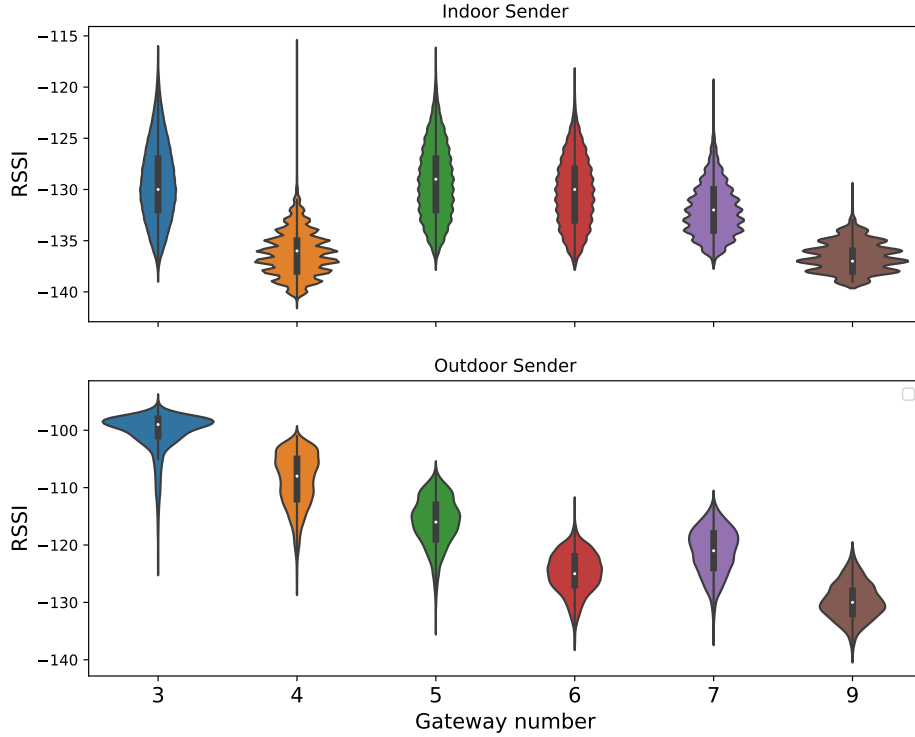 Indoor Sender
RSSI
−115
−120
−125
−130
−135
−140
Outdoor Sender
RSSI
−100
−110
−120
−130
−140
3 4 5 6 7 9
Gateway number